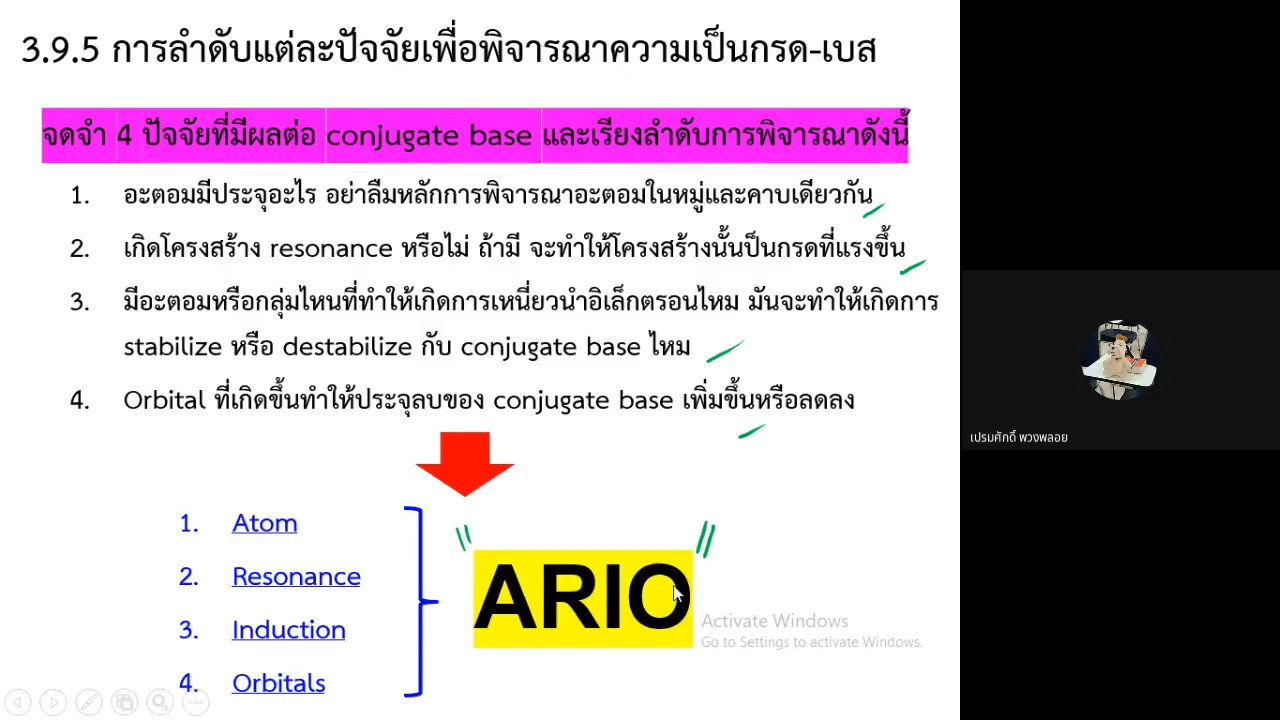 3.9.5 การลำดับแต่ละปัจจัยเพื่อพิจารณาความเป็นกรด-เบส
จดจำ 4 ปัจจัยที่มีผลต่อ conjugate base และเรียงลำดับการพิจารณาดังนี้
1. อะตอมมีประจุอะไร อย่าลืมหลักการพิจารณาอะตอมในหมู่และคาบเดียวกัน
2. เกิดโครงสร้าง resonance หรือไม่ ถ้ามี จะทำให้โครงสร้างนั้นป็นกรดที่แรงขึ้น
3. มีอะตอมหรือกลุ่มไหนที่ทำให้เกิดการเหนี่ยวนำอิเล็กตรอนไหม มันจะทำให้เกิดการ
stabilize หรือ destabilize กับ conjugate base ไหม
4. Orbital ที่เกิดขึ้นทำให้ประจุลบของ conjugate base เพิ่มขึ้นหรือลดลง
1. Atom
2. Resonance
3. Induction
4. Orbitals
" ARIO "
Activate Windows
Go to Settings to activate Windows.
เปรมศักดิ์ พวงพลอย